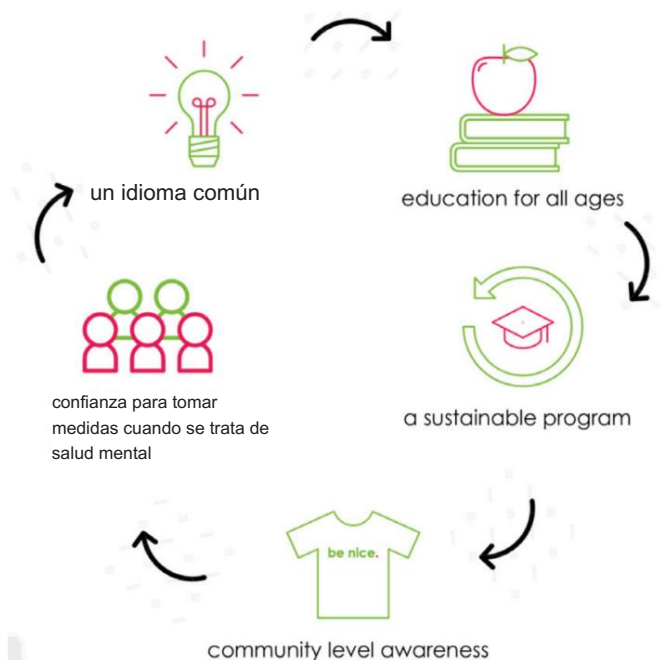 un idioma común
education for all ages
a sustainable program
be nice.
community level awareness
confianza para tomar
medidas cuando se trata de
salud mental